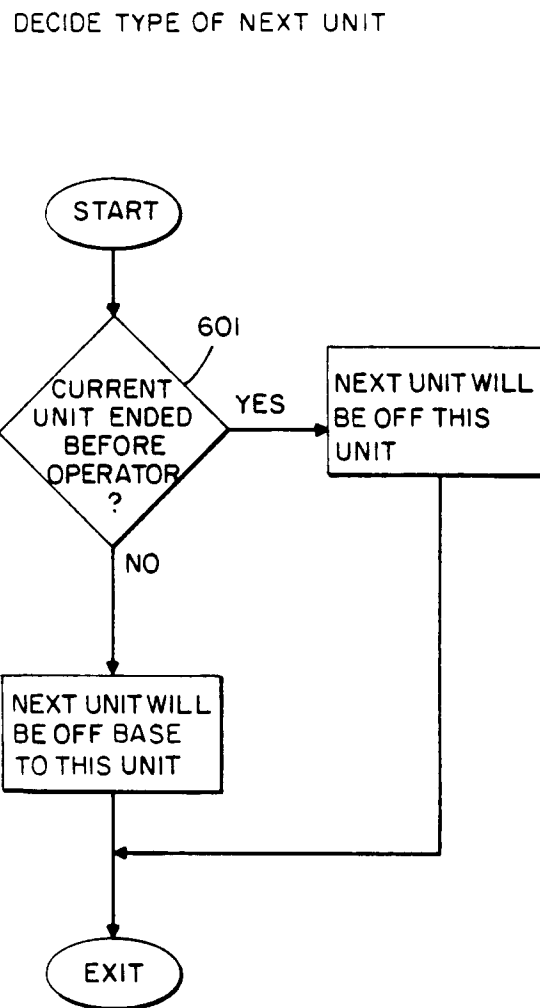 DECIDE TYPE OF NEXT UNIT
START
601
CURRENT
UNIT ENDED
BEFORE
OPERATOR
?
YES
NEXT UNIT WILL
BE OFF THIS
UNIT
NO
NEXT UNIT WILL
BE OFF BASE
TO THIS UNIT
EXIT